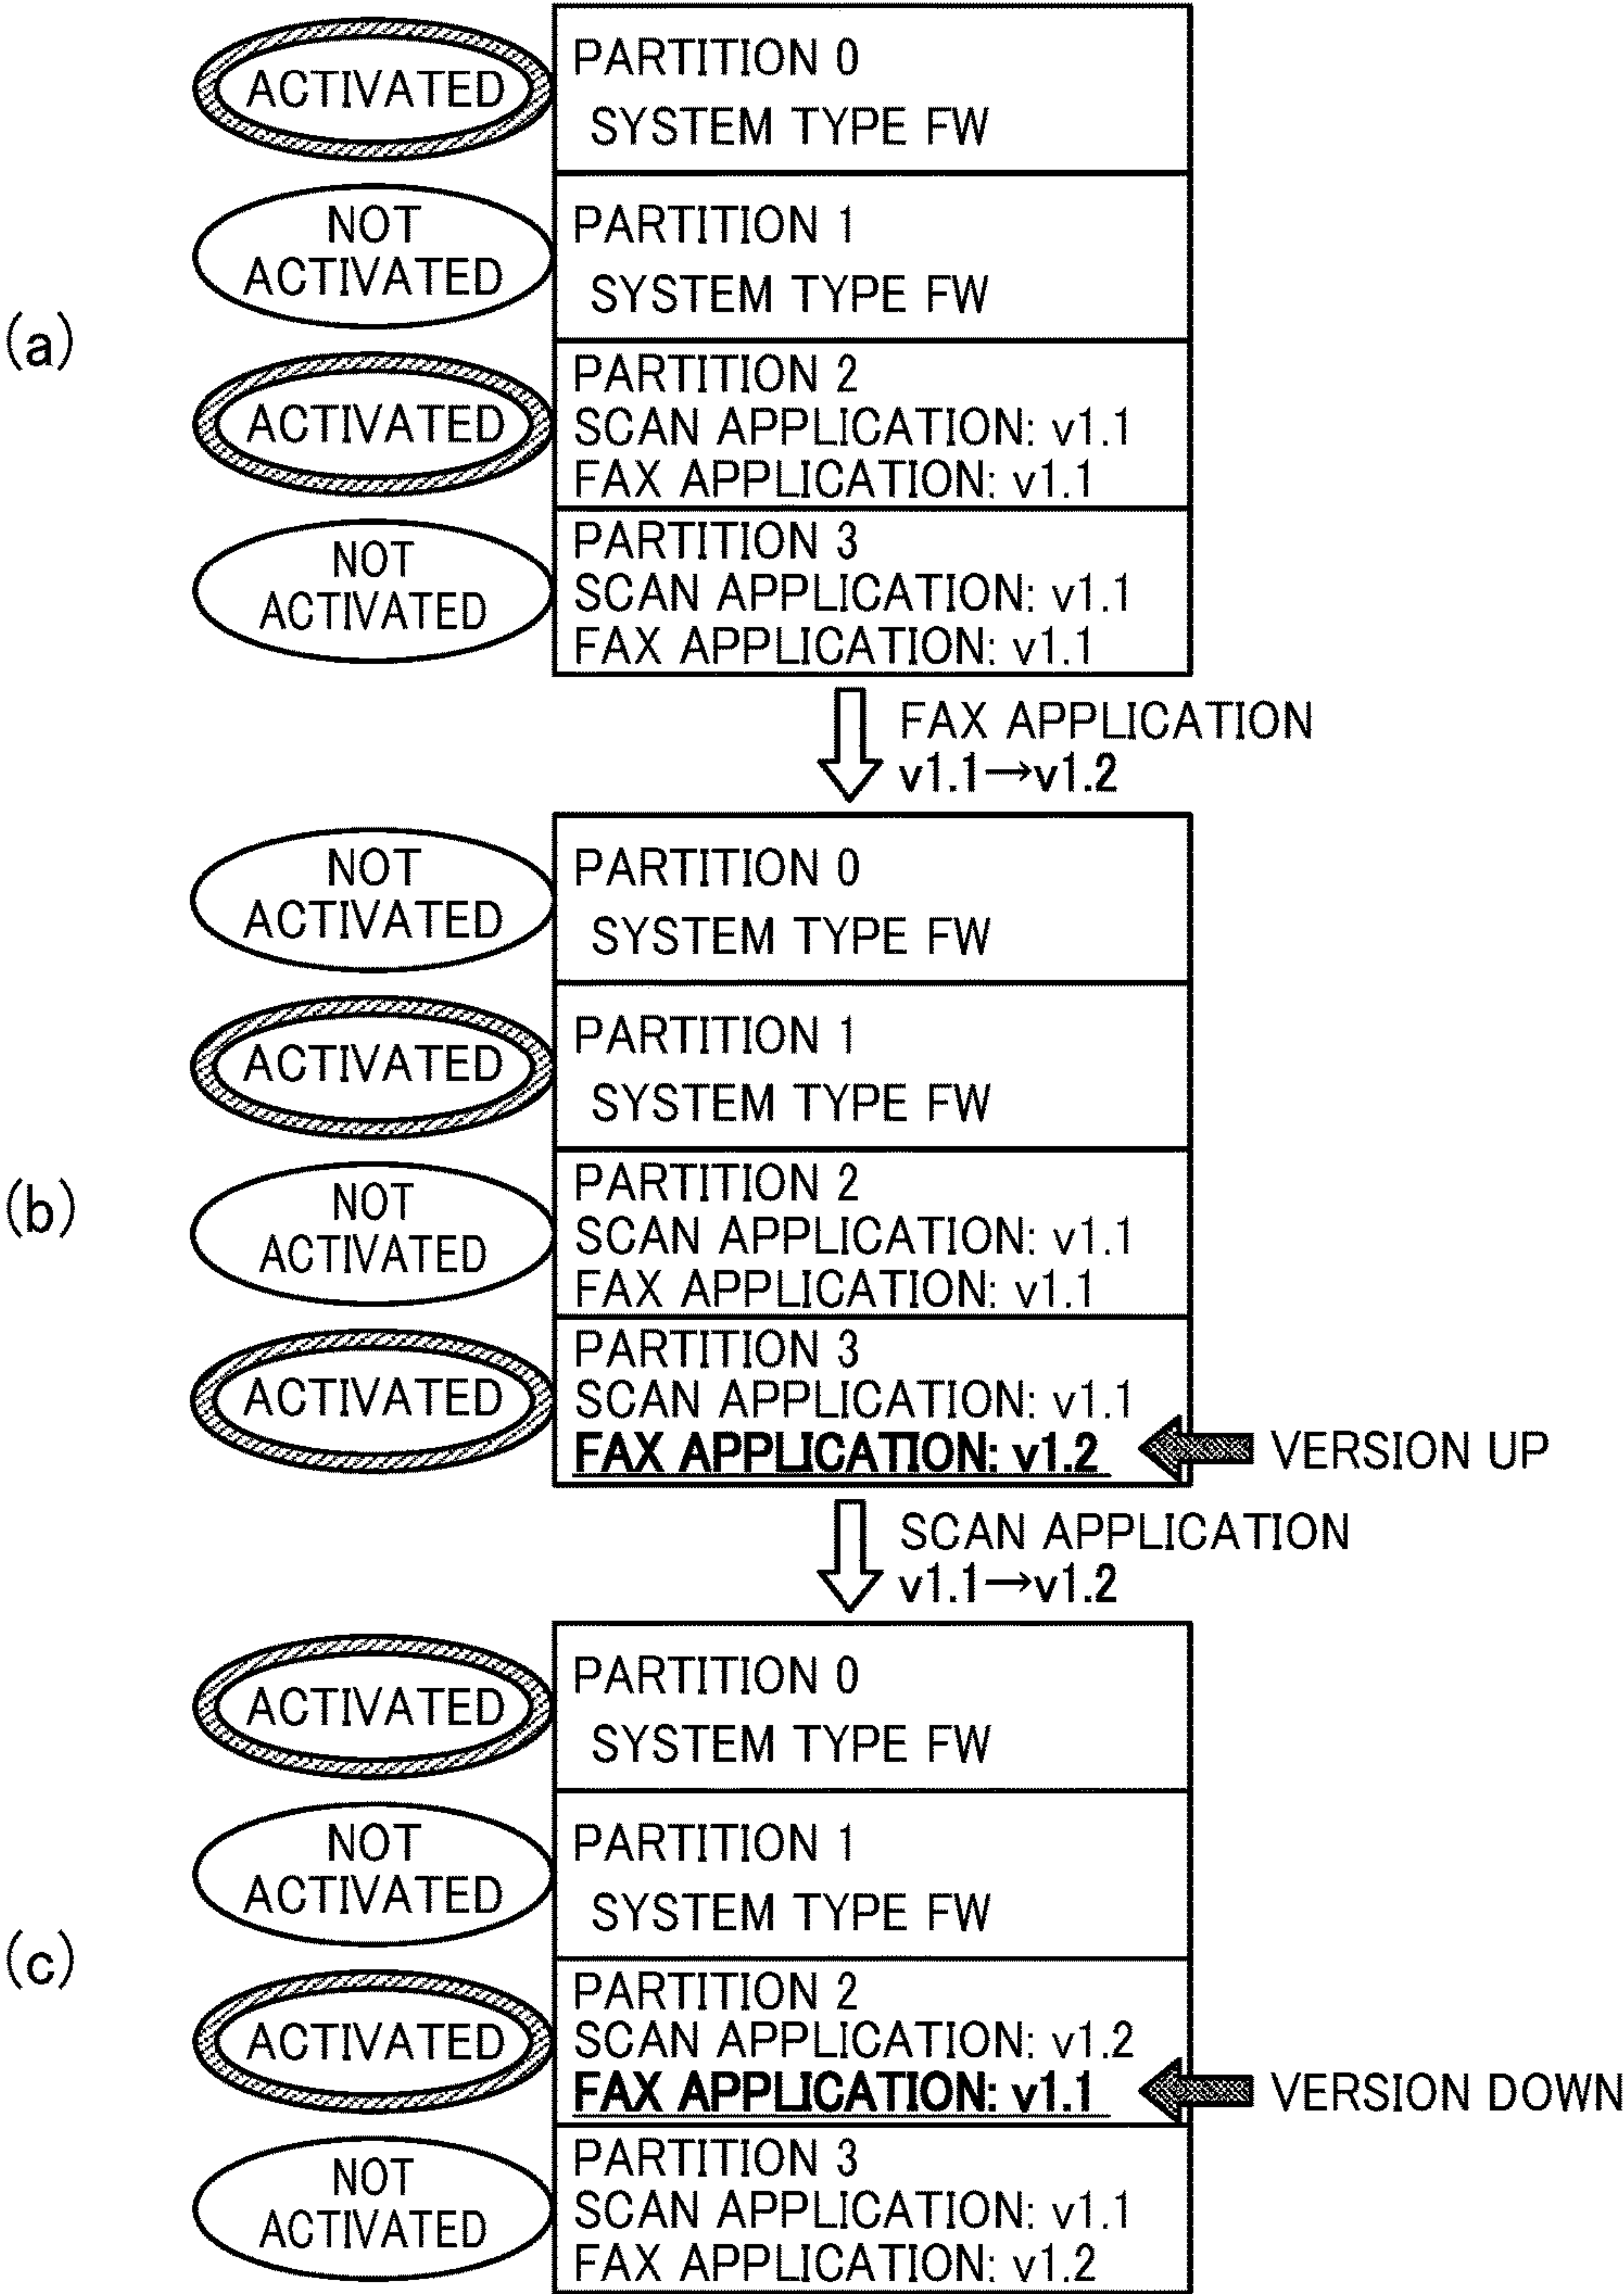 (a)
ACTIVATED
PARTITION 0
SYSTEM TYPE FW
NOT
ACTIVATED
PARTITION 1
SYSTEM TYPE FW
ACTIVATED
PARTITION 2
SCAN APPLICATION: v1.1
FAX APPLICATION: v1.1
NOT
ACTIVATED
PARTITION 3
SCAN APPLICATION: v1.1
FAX APPLICATION: v1.1
FAX APPLICATION
v1.1→v1.2
(b)
NOT
ACTIVATED
PARTITION 0
SYSTEM TYPE FW
ACTIVATED
PARTITION 1
SYSTEM TYPE FW
NOT
ACTIVATED
PARTITION 2
SCAN APPLICATION: v1.1
FAX APPLICATION: v1.1
ACTIVATED
PARTITION 3
SCAN APPLICATION: v1.1
FAX APPLICATION: v1.2
VERSION UP
SCAN APPLICATION
v1.1→v1.2
(c)
ACTIVATED
PARTITION 0
SYSTEM TYPE FW
NOT
ACTIVATED
PARTITION 1
SYSTEM TYPE FW
ACTIVATED
PARTITION 2
SCAN APPLICATION: v1.2
FAX APPLICATION: v1.1
VERSION DOWN
NOT
ACTIVATED
PARTITION 3
SCAN APPLICATION: v1.1
FAX APPLICATION: v1.2